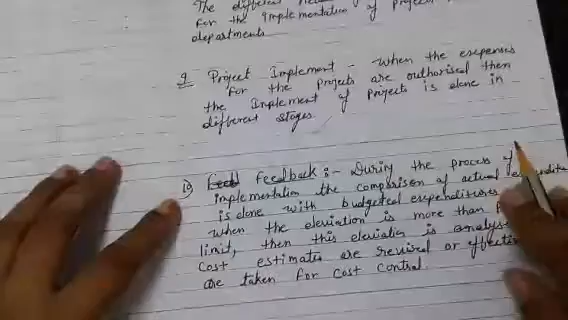 The different
for the implementation of projects
departments
9 Project Implement - when the expenses
for the Projects are authorised then
the Implement of Projects is done in
different stages.
10) Feedback :- During the process of
implementation the comparison of actual
is done with budgeted expenditures
when the deviation is more than
limit, then this deviation is
cost estimates are revised or
are taken for cost control.